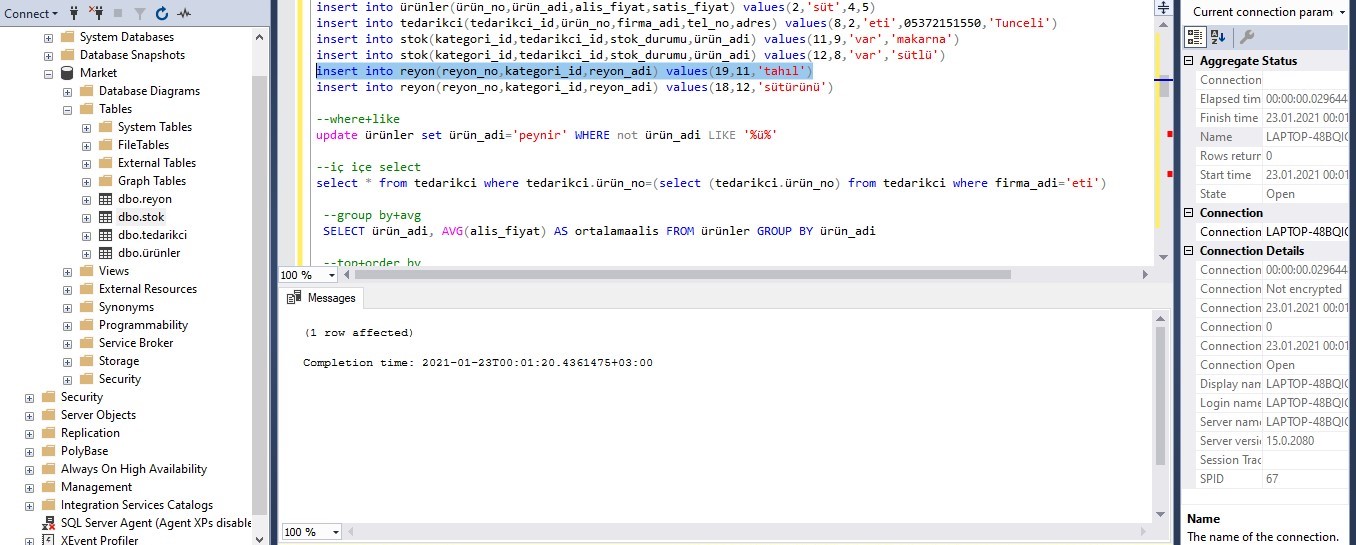 Connect
System Databases
Database Snapshots
Market
Database Diagrams
Tables
System Tables
FileTables
External Tables
Graph Tables
dbo.reyon
dbo.stok
dbo.tedarikci
dbo.ürünler
Views
External Resources
Synonyms
Programmability
Service Broker
Storage
Security
Security
Server Objects
Replication
PolyBase
Always On High Availability
Management
Integration Services Catalogs
SQL Server Agent (Agent XPs disable
XEvent Profiler
insert into ürünler(ürün_no,ürün_adi,alis_fiyat,satis_fiyat) values(2,'süt',4,5)
insert into tedarikci(tedarikci_id,ürün_no,firma_adi,tel_no,adres) values(8,2,'eti',05372151550,'Tunceli')
insert into stok(kategori_id,tedarikci_id,stok_durumu,ürün_adi) values(11,9,'var','makarna')
insert into stok(kategori_id,tedarikci_id,stok_durumu,ürün_adi) values(12,8,'var','sütlü')
insert into reyon(reyon_no,kategori_id,reyon_adi) values(19,11,'tahıl')
insert into reyon(reyon_no,kategori_id,reyon_adi) values(18,12,'sütürünü')
--where+like
update ürünler set ürün_adi='peynir' WHERE not ürün_adi LIKE '%ü%'
--iç içe select
select * from tedarikci where tedarikci.ürün_no=(select (tedarikci.ürün_no) from tedarikci where firma_adi='eti')
--group by+avg
SELECT ürün_adi, AVG(alis_fiyat) AS ortalamaalis FROM ürünler GROUP BY ürün_adi
--top+order by
100 %
Messages
(1 row affected)
Completion time: 2021-01-23T00:01:20.4361475+03:00
100 %
Current connection param
Aggregate Status
Connection
Elapsed tim 00:00:00.029644
Finish time 23.01.2021 00:01
Name LAPTOP-48BQI
Rows returr 0
Start time 23.01.2021 00:01
State Open
Connection
Connection LAPTOP-48BQI
Connection Details
Connection 00:00:00.029644
Connection Not encrypted
Connection 23.01.2021 00:01
Connection 0
Connection 23.01.2021 00:01
Connection Open
Display nam LAPTOP-48BQI
Login name LAPTOP-48BQI
Server name LAPTOP-48BQI
Server versi 15.0.2080
Session Trac
SPID 67
Name
The name of the connection.